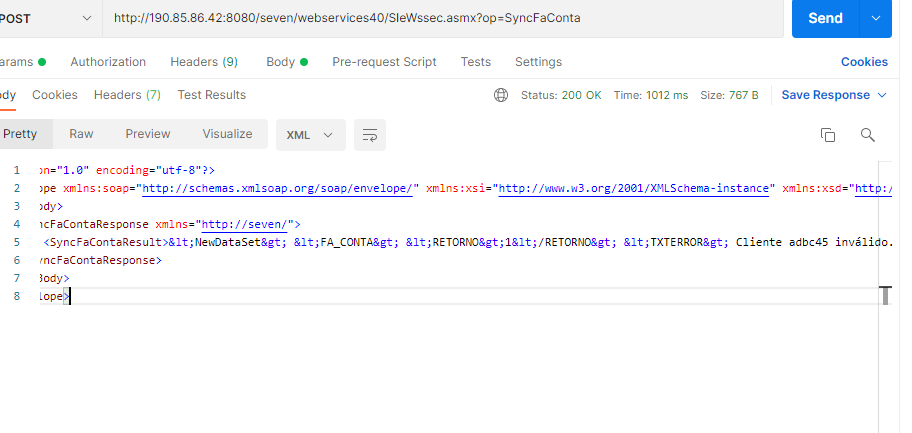 POST http://190.85.86.42:8080/seven/webservices40/SIeWssec.asmx?op=SyncFaConta Send
arams Authorization Headers (9) Body Pre-request Script Tests Settings Cookies
ody Cookies Headers (7) Test Results Status: 200 OK Time: 1012 ms Size: 767 B Save Response
Pretty Raw Preview Visualize XML
1 on="1.0" encoding="utf-8"?>
2 ope xmlns:soap="http://schemas.xmlsoap.org/soap/envelope/" xmlns:xsi="http://www.w3.org/2001/XMLSchema-instance" xmlns:xsd="http:/
3 ody>
4 ncFaContaResponse xmlns="http://seven/">
5 <SyncFaContaResult>&lt;NewDataSet&gt; &lt;FA_CONTA&gt; &lt;RETORNO&gt;1&lt;/RETORNO&gt; &lt;TXTERROR&gt; Cliente adbc45 inválido.
6 yncFaContaResponse>
7 Body>
8 lope>